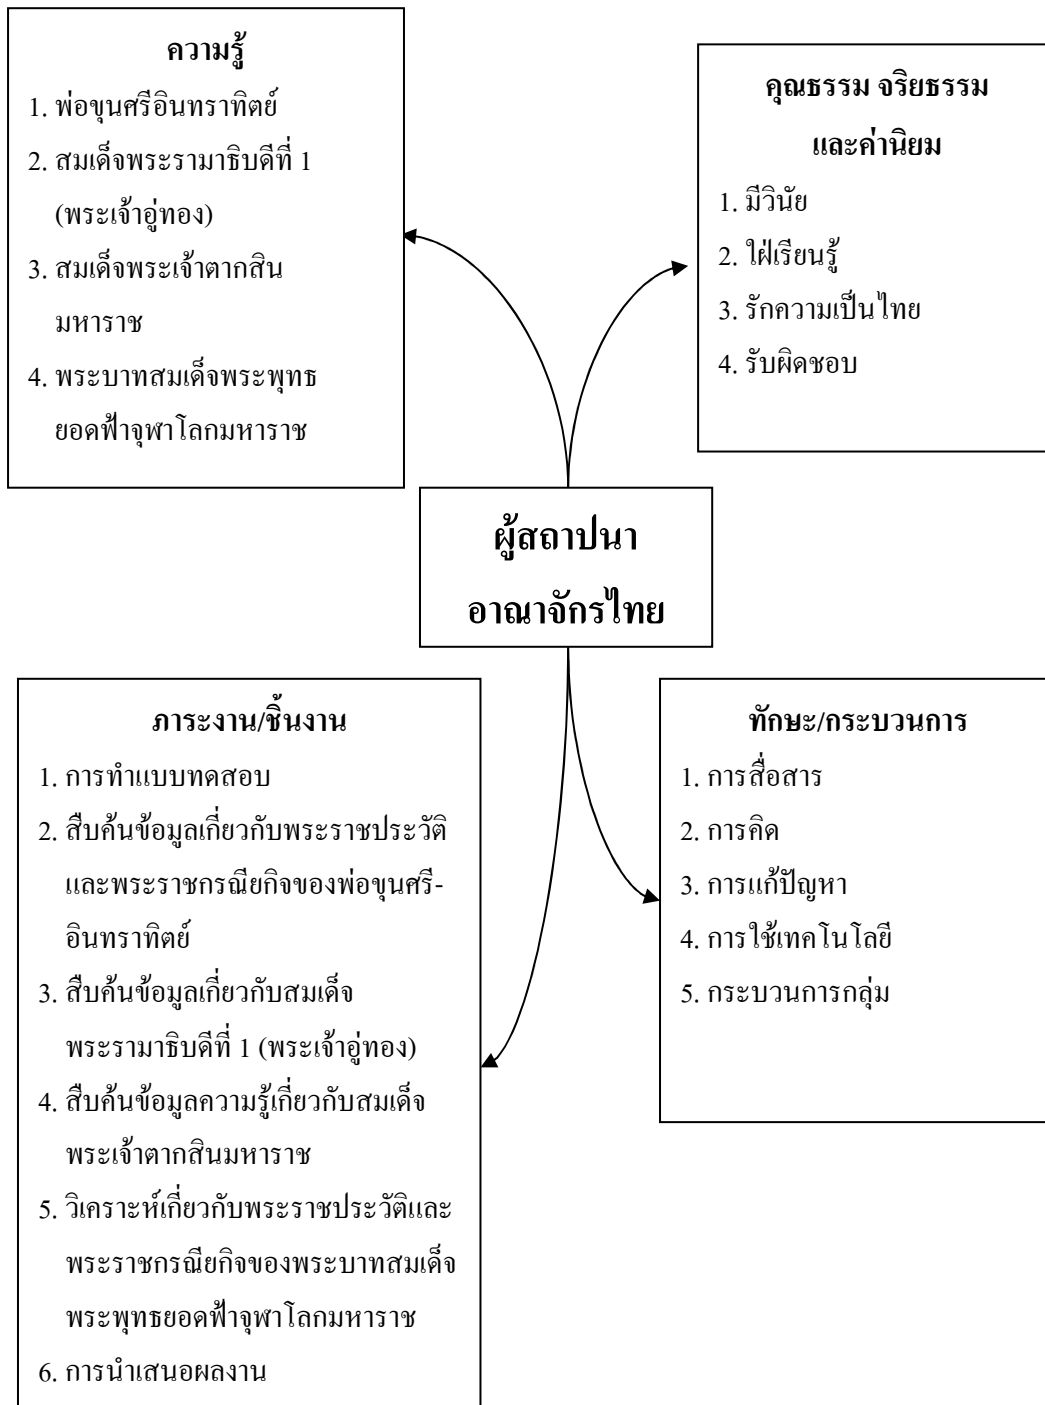 ความรู้
1. พ่อขุนศรีอินทราทิตย์
2. สมเด็จพระรามาธิบดีที่ 1
(พระเจ้าอู่ทอง)
3. สมเด็จพระเจ้าตากสิน
มหาราช
4. พระบาทสมเด็จพระพุทธ
ยอดฟ้าจุฬาโลกมหาราช
คุณธรรม จริยธรรม
และค่านิยม
1. มีวินัย
2. ใฝ่เรียนรู้
3. รักความเป็นไทย
4. รับผิดชอบ
ผู้สถาปนา
อาณาจักรไทย
ภาระงาน/ชิ้นงาน
1. การทำแบบทดสอบ
2. สืบค้นข้อมูลเกี่ยวกับพระราชประวัติ
และพระราชกรณียกิจของพ่อขุนศรี-
อินทราทิตย์
3. สืบค้นข้อมูลเกี่ยวกับสมเด็จ
พระรามาธิบดีที่ 1 (พระเจ้าอู่ทอง)
4. สืบค้นข้อมูลความรู้เกี่ยวกับสมเด็จ
พระเจ้าตากสินมหาราช
5. วิเคราะห์เกี่ยวกับพระราชประวัติและ
พระราชกรณียกิจของพระบาทสมเด็จ
พระพุทธยอดฟ้าจุฬาโลกมหาราช
6. การนำเสนอผลงาน
ทักษะ/กระบวนการ
1. การสื่อสาร
2. การคิด
3. การแก้ปัญหา
4. การใช้เทคโนโลยี
5. กระบวนการกลุ่ม